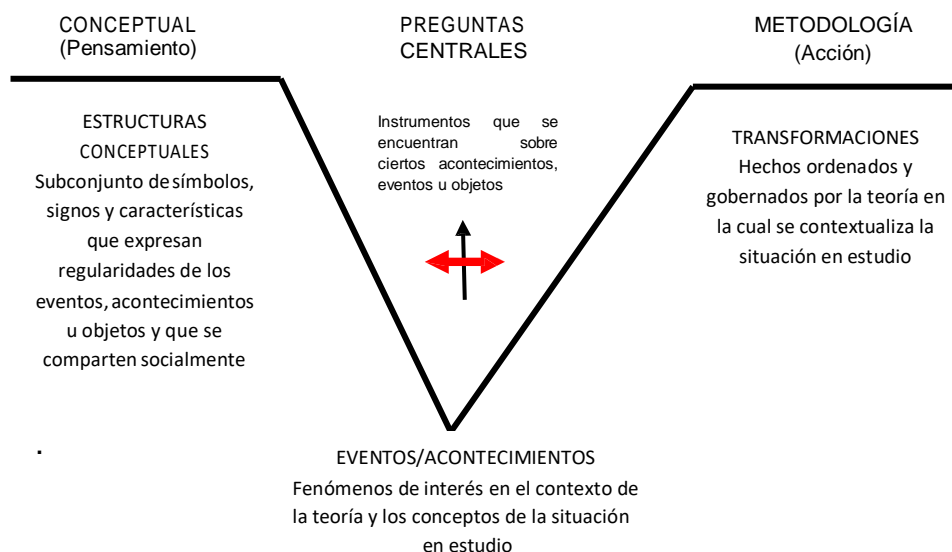 CONCEPTUAL
(Pensamiento)
PREGUNTAS
CENTRALES
METODOLOGÍA
(Acción)
ESTRUCTURAS
CONCEPTUALES
Subconjunto de símbolos,
signos y características
que expresan
regularidades de los
eventos, acontecimientos
u objetos y que se
comparten socialmente
Instrumentos que se
encuentran sobre
ciertos acontecimientos,
eventos u objetos
TRANSFORMACIONES
Hechos ordenados y
gobernados por la teoría en
la cual se contextualiza la
situación en estudio
.
EVENTOS/ACONTECIMIENTOS
Fenómenos de interés en el contexto de
la teoría y los conceptos de la situación
en estudio